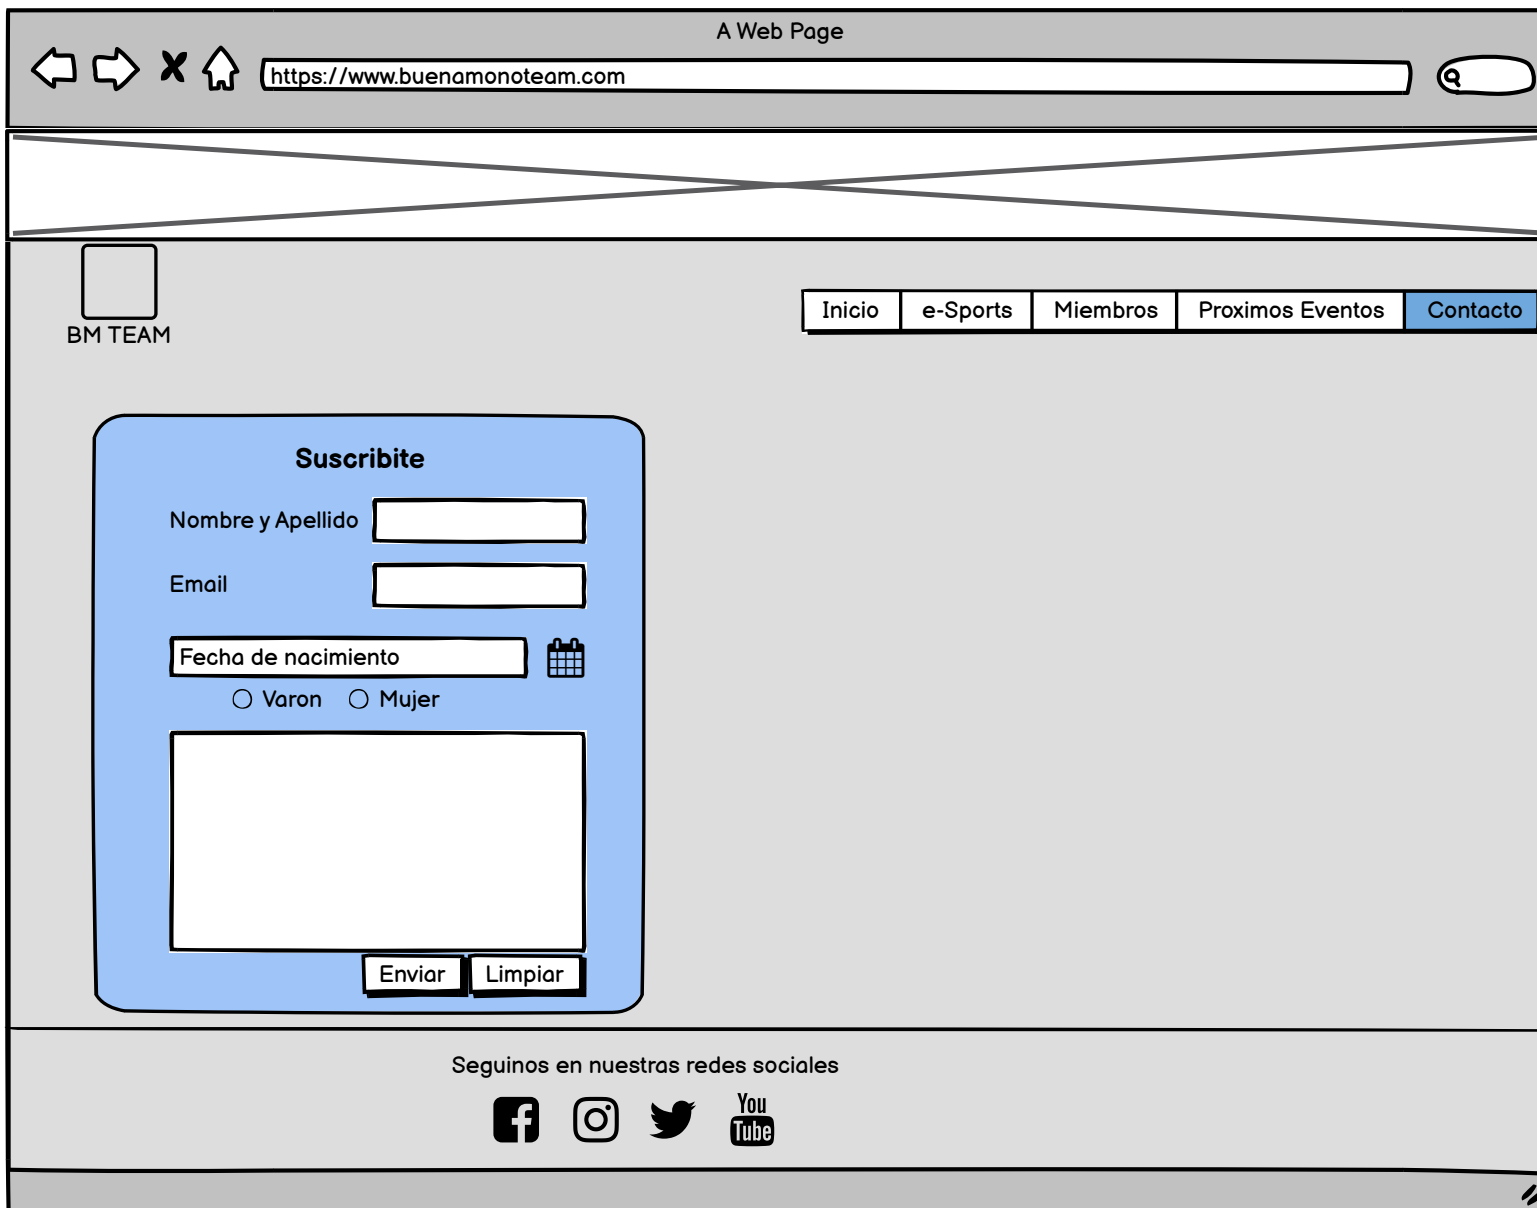 A Web Page
https://www.buenamonoteam.com
BM TEAM
Inicio e-Sports Miembros Proximos Eventos Contacto
Suscribite
Nombre y Apellido
Email
Fecha de nacimiento
Varon Mujer
Enviar Limpiar
Seguinos en nuestras redes sociales
You
Tube